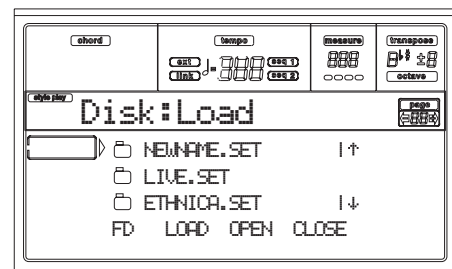 chord tempo measure transpose
ext seq 1
link seq 2
octave
style play
Disk:Load
page
NEWNAME.SET
LIVE.SET
ETHNICA.SET
FD LOAD OPEN CLOSE